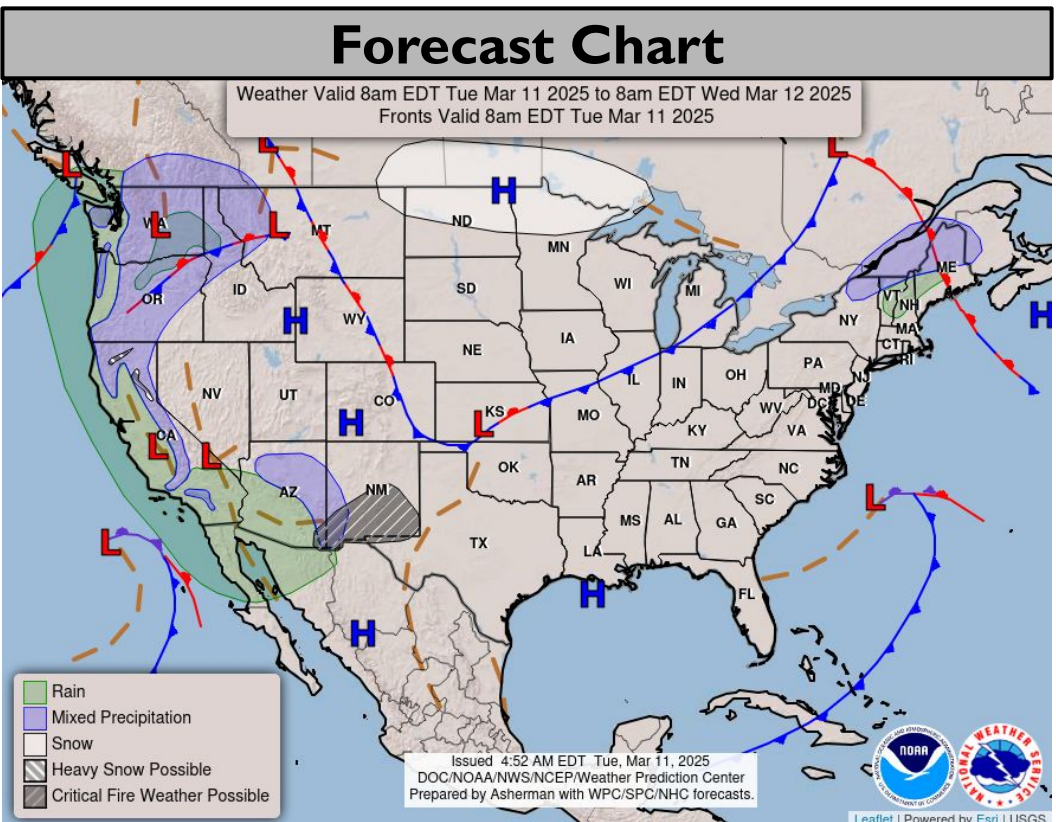 Forecast Chart
Weather Valid 8am EDT Tue Mar 11 2025 to 8am EDT Wed Mar 12 2025
Fronts Valid 8am EDT Tue Mar 11 2025
L
L
L
H
L
L
WA
MT
ND
MN
ME
OR
ID
SD
WI
MI
VT
NH
H
WY
NY
MA
H
NE
IA
CT
RI
NV
UT
CO
H
KS
L
IL
IN
OH
PA
NJ
MD
DE
DC
MO
WV
VA
KY
CA
L
L
AZ
NM
OK
AR
TN
NC
SC
L
MS
AL
GA
TX
LA
L
H
FL
H
Rain
Mixed Precipitation
Snow
Heavy Snow Possible
Critical Fire Weather Possible
Issued 4:52 AM EDT Tue, Mar 11, 2025
DOC/NOAA/NWS/NCEP/Weather Prediction Center
Prepared by Asherman with WPC/SPC/NHC forecasts.
NOAA
NATIONAL WEATHER SERVICE
Leaflet | Powered by Esri | USGS